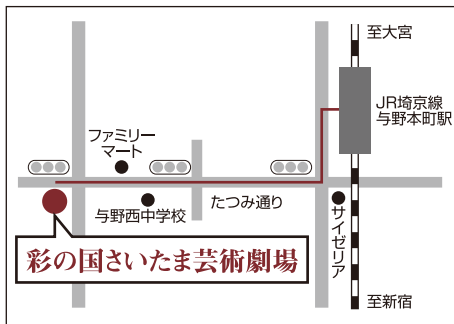 至大宮
JR埼京線
与野本町駅
ファミリー
マート
たつみ通り
与野西中学校
サイゼリア
彩の国さいたま芸術劇場
至新宿